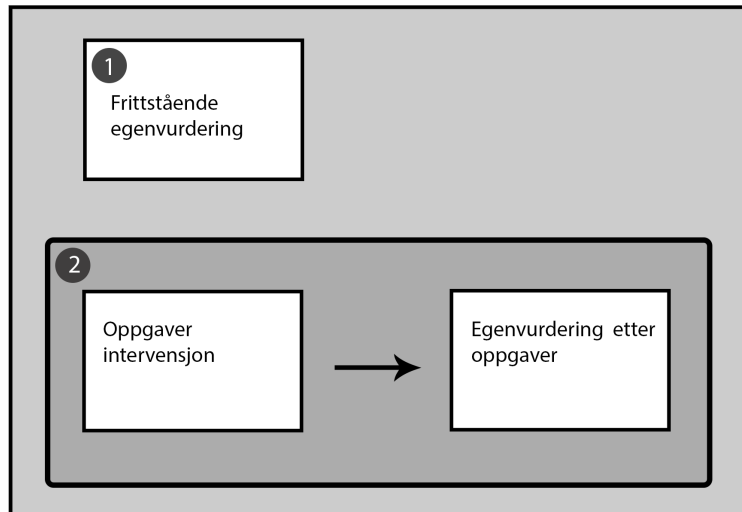 1
Frittstående
egenvurdering
2
Oppgaver
intervensjon
Egenvurdering etter
oppgaver